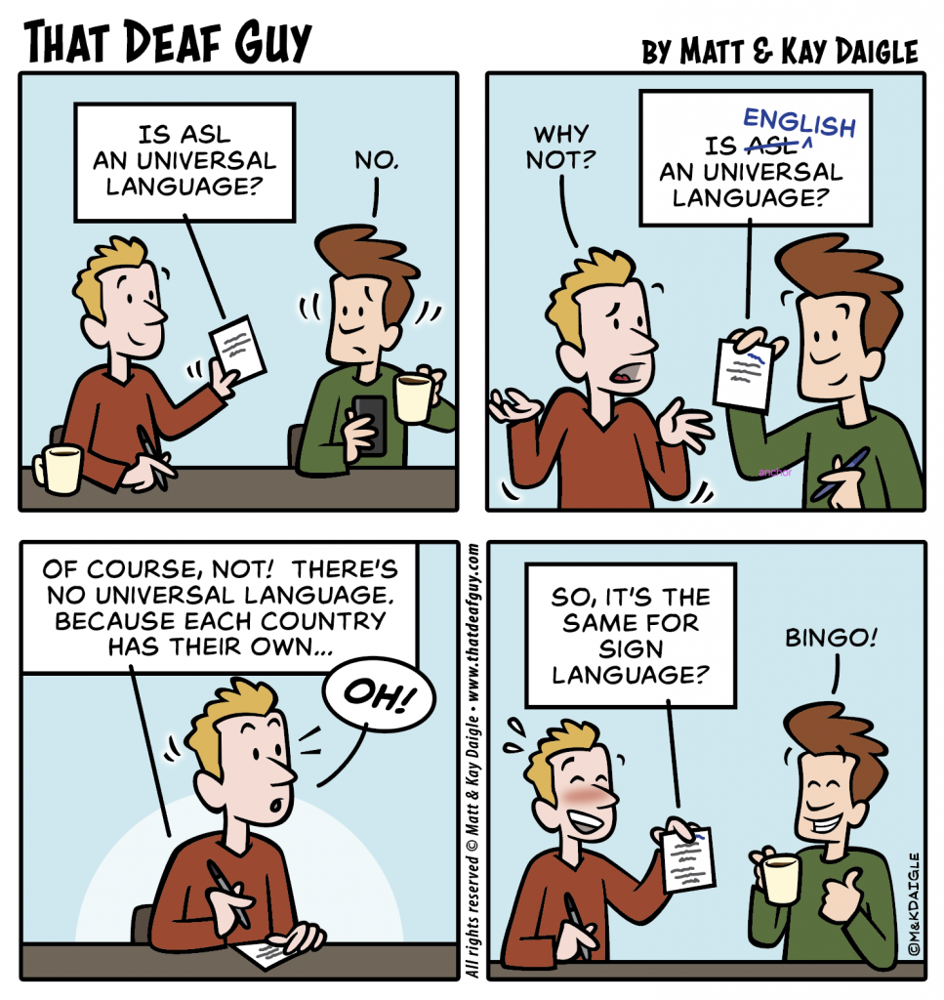 THAT DEAF GUY
BY MATT & KAY DAIGLE
IS ASL
AN UNIVERSAL
LANGUAGE?
NO.
WHY
NOT?
ENGLISH
IS ASL ^
AN UNIVERSAL
LANGUAGE?
anchor
OF COURSE, NOT! THERE'S
NO UNIVERSAL LANGUAGE.
BECAUSE EACH COUNTRY
HAS THEIR OWN...
OH!
All rights reserved © Matt & Kay Daigle • www.thatdeafguy.com
SO, IT'S THE
SAME FOR
SIGN
LANGUAGE?
BINGO!
©M&KDAIGLE